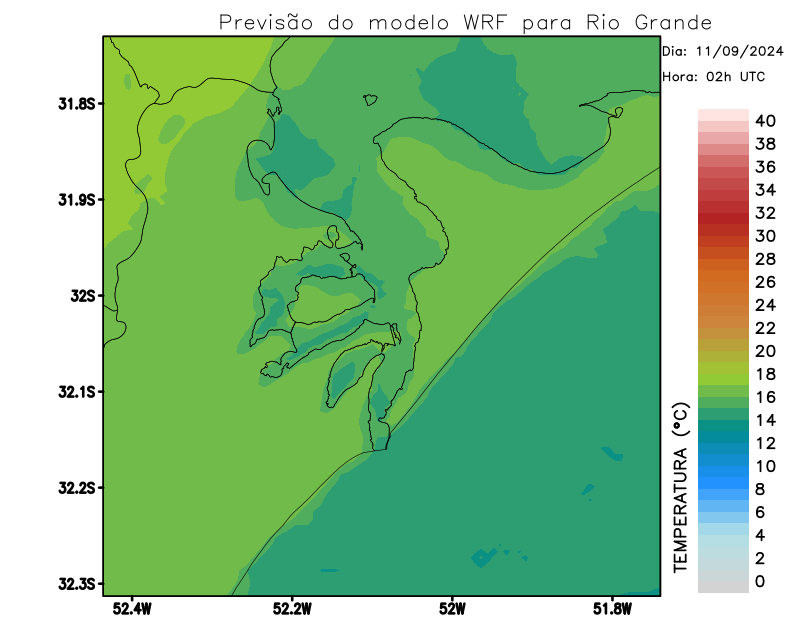 Previsão do modelo WRF para Rio Grande
Dia: 11/09/2024
Hora: 02h UTC
31.8S
31.9S
32S
32.1S
32.2S
32.3S
52.4W
52.2W
52W
51.8W
TEMPERATURA (°C)
40
38
36
34
32
30
28
26
24
22
20
18
16
14
12
10
8
6
4
2
0